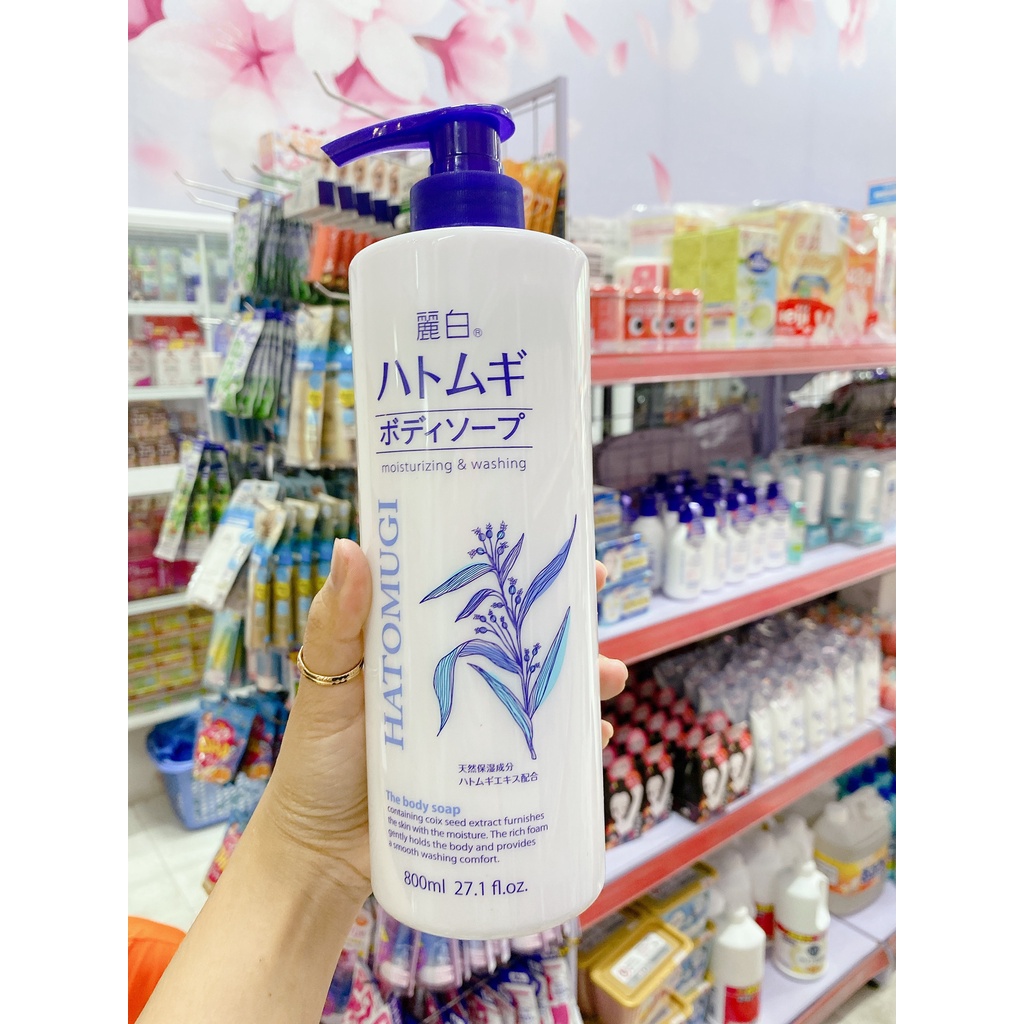 麗白®
ハトムギ
ボディソープ
moisturizing & washing
HATOMUGI
天然保湿成分
ハトムギエキス配合
The body soap
containing coix seed extract furnishes
the skin with the moisture. The rich foam
gently holds the body and provides
a smooth washing comfort.
800ml 27.1 fl.oz.
meiji